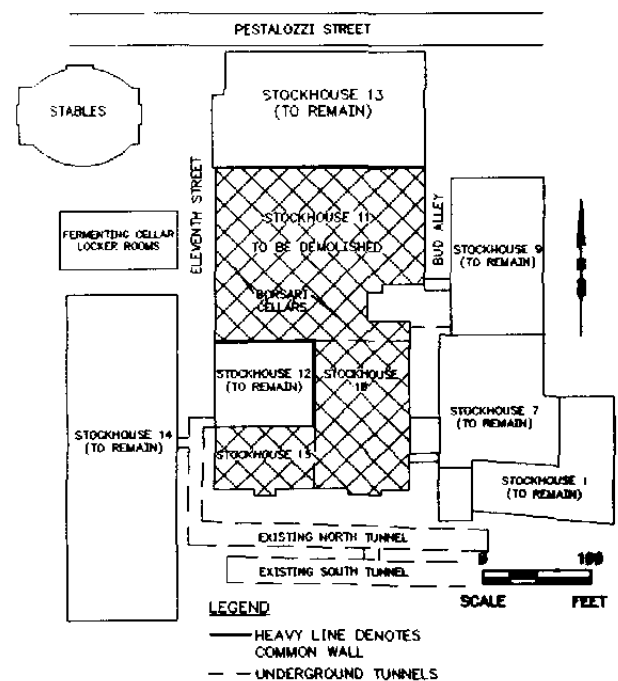 PESTALOZZI STREET
STOCKHOUSE 13
(TO REMAIN)
STABLES
ELEVENTH STREET
BUD ALLEY
STOCKHOUSE 11
TO BE DEMOLISHED
FERMENTING CELLAR
LOCKER ROOMS
STOCKHOUSE 9
(TO REMAIN)
BORSARI
CELLARS
STOCKHOUSE 12
(TO REMAIN)
STOCKHOUSE
STOCKHOUSE 7
(TO REMAIN)
STOCKHOUSE 14
(TO REMAIN)
STOCKHOUSE 15
STOCKHOUSE 1
(TO REMAIN)
EXISTING NORTH TUNNEL
EXISTING SOUTH TUNNEL
0 100
SCALE FEET
LEGEND
HEAVY LINE DENOTES
COMMON WALL
UNDERGROUND TUNNELS